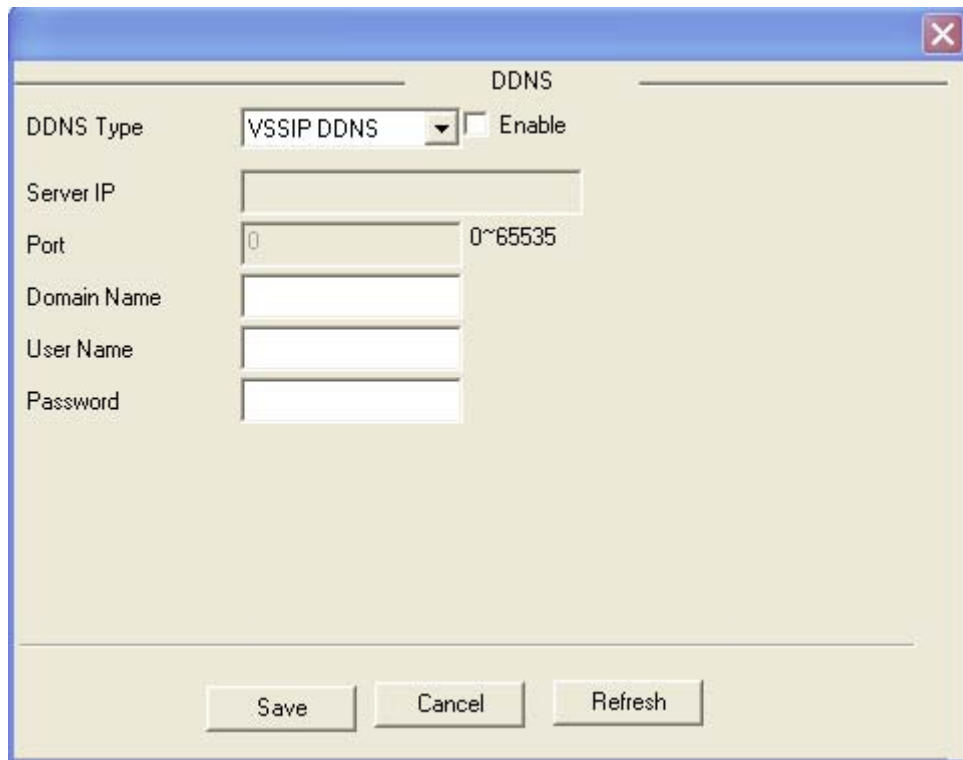 DDNS
DDNS Type VSSIP DDNS Enable
Server IP
Port 0 0~65535
Domain Name
User Name
Password
Save Cancel Refresh